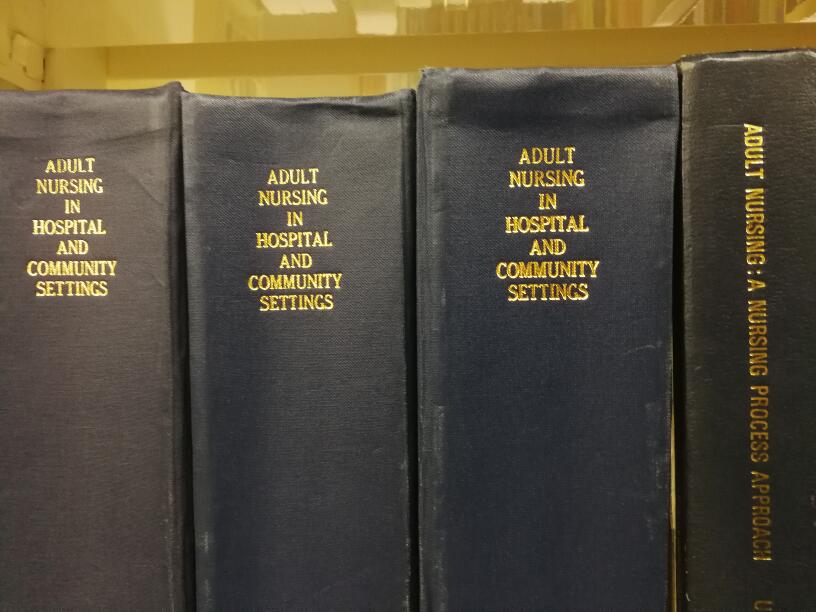 ADULT
NURSING
IN
HOSPITAL
AND
COMMUNITY
SETTINGS
ADULT
NURSING
IN
HOSPITAL
AND
COMMUNITY
SETTINGS
ADULT
NURSING
IN
HOSPITAL
AND
COMMUNITY
SETTINGS
ADULT NURSING: A NURSING PROCESS APPROACH